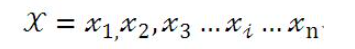 𝒳 = x₁,x₂,x₃ …xᵢ …xₙ.